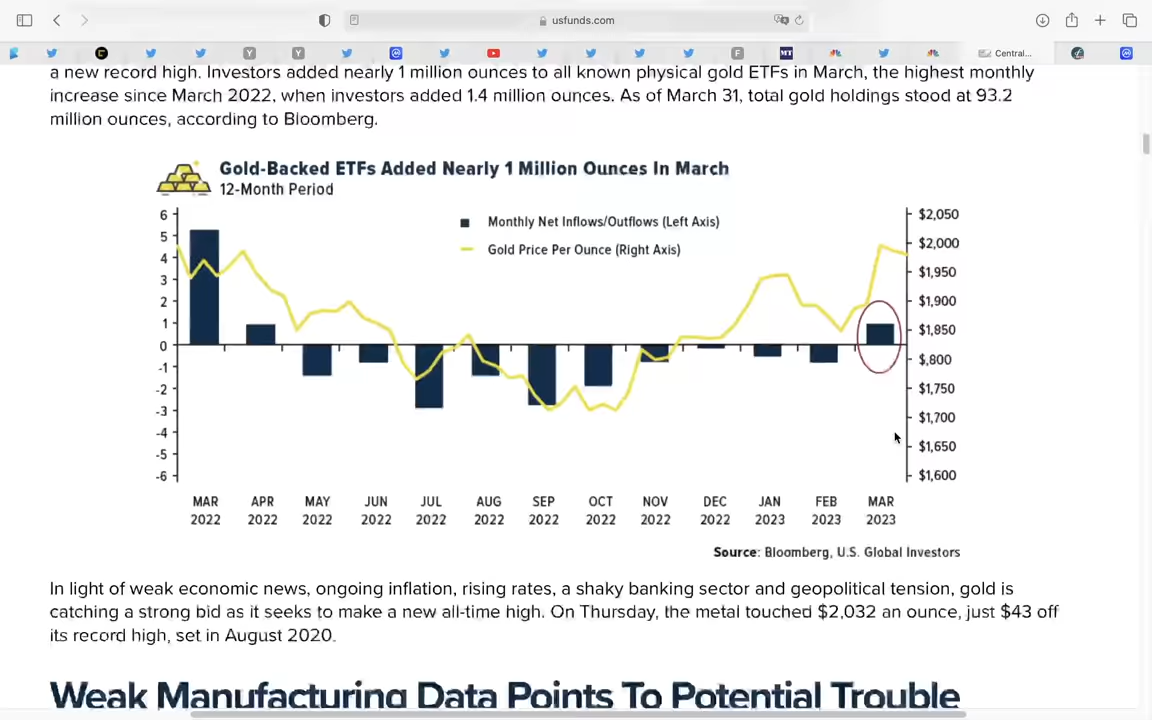 usfunds.com
Central...
a new record high. Investors added nearly 1 million ounces to all known physical gold ETFs in March, the highest monthly
increase since March 2022, when investors added 1.4 million ounces. As of March 31, total gold holdings stood at 93.2
million ounces, according to Bloomberg.
Gold-Backed ETFs Added Nearly 1 Million Ounces In March
12-Month Period
Monthly Net Inflows/Outflows (Left Axis)
Gold Price Per Ounce (Right Axis)
6
5
4
3
2
1
0
-1
-2
-3
-4
-5
-6
$2,050
$2,000
$1,950
$1,900
$1,850
$1,800
$1,750
$1,700
$1,650
$1,600
MAR APR MAY JUN JUL AUG SEP OCT NOV DEC JAN FEB MAR
2022 2022 2022 2022 2022 2022 2022 2022 2022 2022 2023 2023 2023
Source: Bloomberg, U.S. Global Investors
In light of weak economic news, ongoing inflation, rising rates, a shaky banking sector and geopolitical tension, gold is
catching a strong bid as it seeks to make a new all-time high. On Thursday, the metal touched $2,032 an ounce, just $43 off
its record high, set in August 2020.
Weak Manufacturing Data Points To Potential Trouble